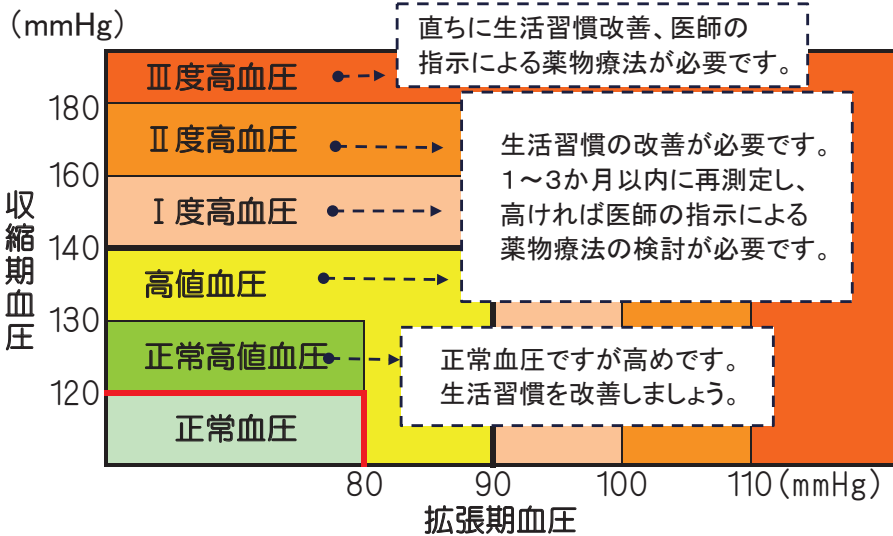 （mmHg）
直ちに生活習慣改善、医師の
指示による薬物療法が必要です。
Ⅲ度高血圧
180
Ⅱ度高血圧
生活習慣の改善が必要です。
1～3か月以内に再測定し、
高ければ医師の指示による
薬物療法の検討が必要です。
160
Ⅰ度高血圧
収縮期血圧
140
高値血圧
130
正常高値血圧
正常血圧ですが高めです。
生活習慣を改善しましょう。
120
正常血圧
80 90 100 110（mmHg）
拡張期血圧